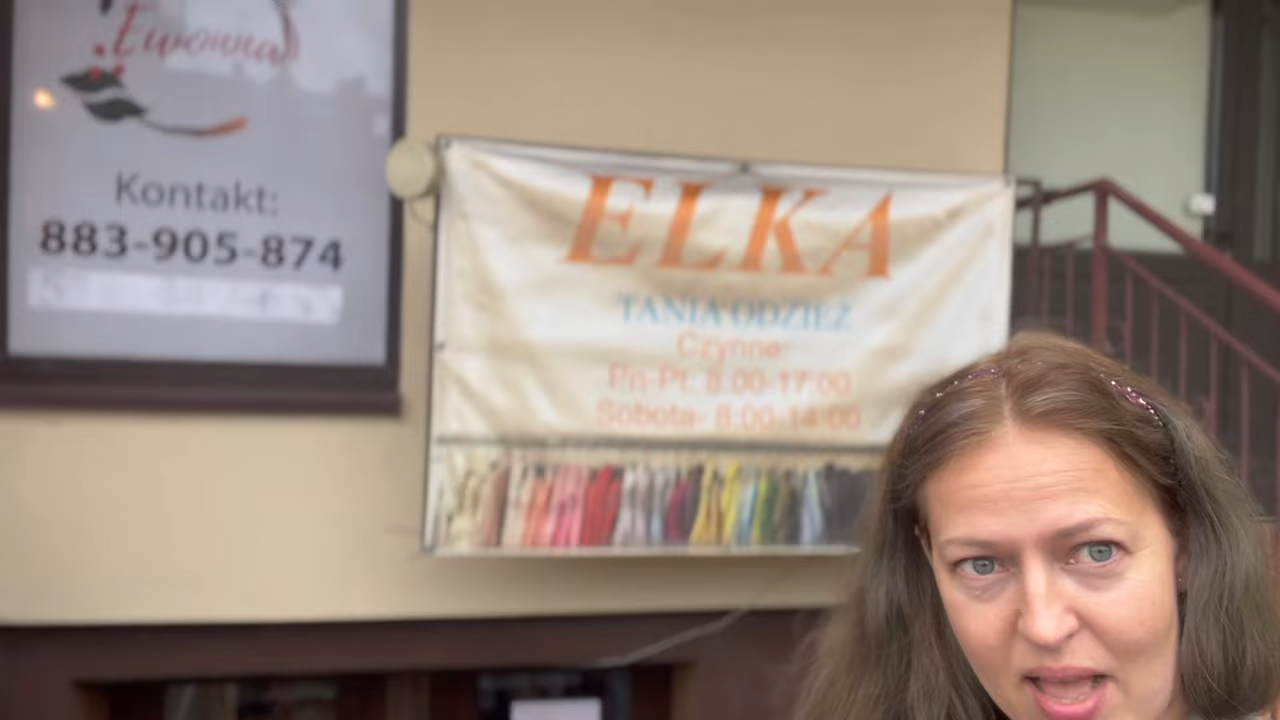 Ewonna
Kontakt:
883-905-874
ELKA
TANIA ODZIEŻ
Czynne:
Pn-Pt. 8.00-17:00
Sobota- 8:00-14:00